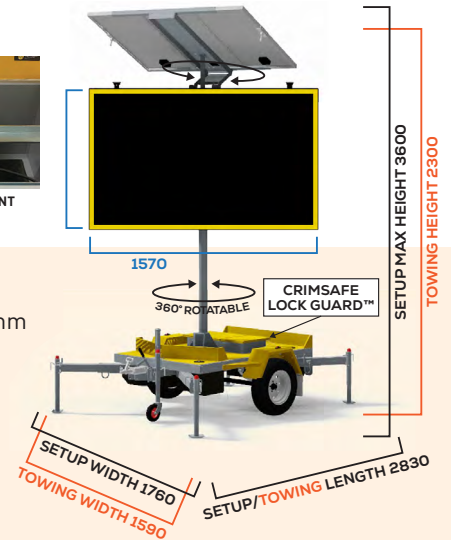 NT
1570
360° ROTATABLE
CRIMSAFE
LOCK GUARD™
SETUP MAX HEIGHT 3600
TOWING HEIGHT 2300
mm
SETUP WIDTH 1760
TOWING WIDTH 1590
SETUP/TOWING LENGTH 2830